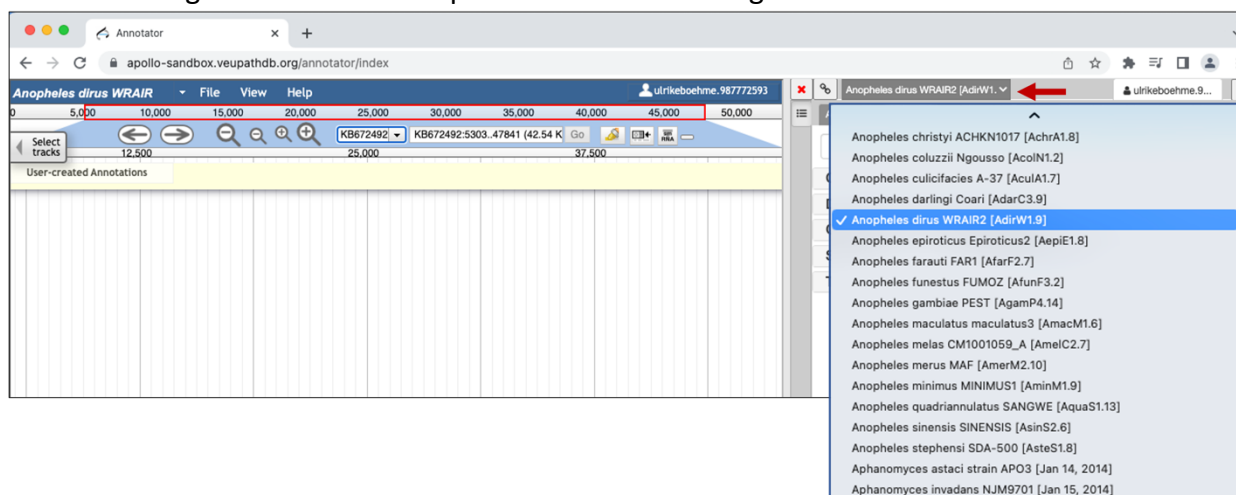 Annotator
apollo-sandbox.veupathdb.org/annotator/index
Anopheles dirus WRAIR File View Help ulrikeboehme.987772593
Anopheles dirus WRAIR2 [AdirW1. ulrikeboehme.9...
0 5,000 10,000 15,000 20,000 25,000 30,000 35,000 40,000 45,000 50,000
Select
tracks
KB672492 KB672492:5303..47841 (42.54 K Go
12,500 25,000 37,500
User-created Annotations
Anopheles christyi ACHKN1017 [AchrA1.8]
Anopheles coluzzii Ngousso [AcolN1.2]
Anopheles culicifacies A-37 [AculA1.7]
Anopheles darlingi Coari [AdarC3.9]
Anopheles dirus WRAIR2 [AdirW1.9]
Anopheles epiroticus Epiroticus2 [AepiE1.8]
Anopheles farauti FAR1 [AfarF2.7]
Anopheles funestus FUMOZ [AfunF3.2]
Anopheles gambiae PEST [AgamP4.14]
Anopheles maculatus maculatus3 [AmacM1.6]
Anopheles melas CM1001059_A [AmelC2.7]
Anopheles merus MAF [AmerM2.10]
Anopheles minimus MINIMUS1 [AminM1.9]
Anopheles quadriannulatus SANGWE [AquaS1.13]
Anopheles sinensis SINENSIS [AsinS2.6]
Anopheles stephensi SDA-500 [AsteS1.8]
Aphanomyces astaci strain APO3 [Jan 14, 2014]
Aphanomyces invadans NJM9701 [Jan 15, 2014]